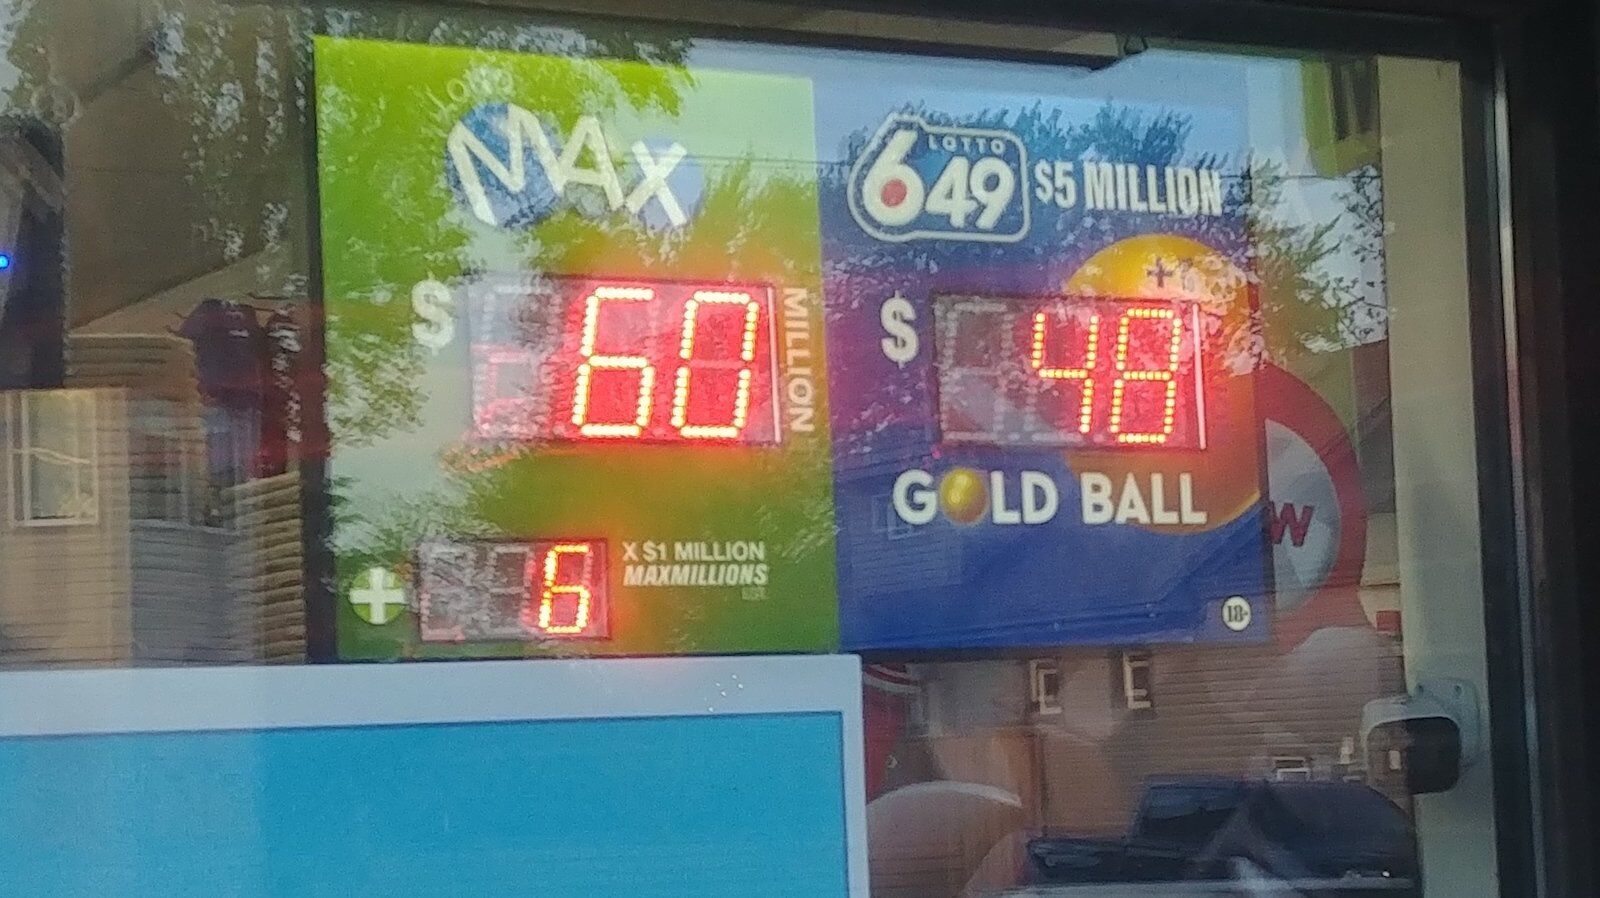 LOTTO
MAX
$ 60 MILLION
+ 6 X $1 MILLION
MAXMILLIONS
LOTTO
649 $5 MILLION
+
$ 48
GOLD BALL
18+
W